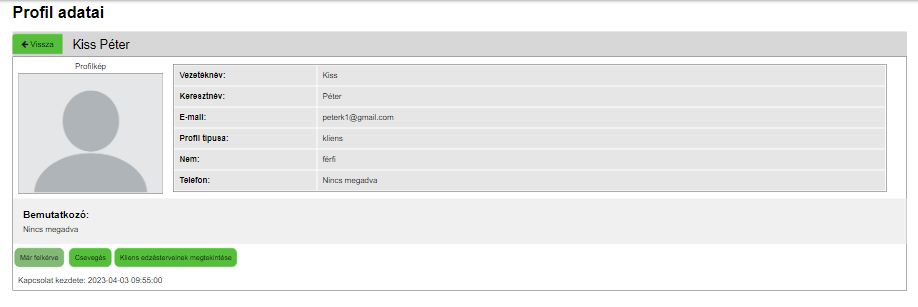 Profil adatai
← Vissza Kiss Péter
Profilkép
Vezetéknév: Kiss
Keresztnév: Péter
E-mail: peterk1@gmail.com
Profil típusa: kliens
Nem: férfi
Telefon: Nincs megadva
Bemutatkozó:
Nincs megadva
Már felkérve Csevegés Kliens edzésterveinek megtekintése
Kapcsolat kezdete: 2023-04-03 09:55:00